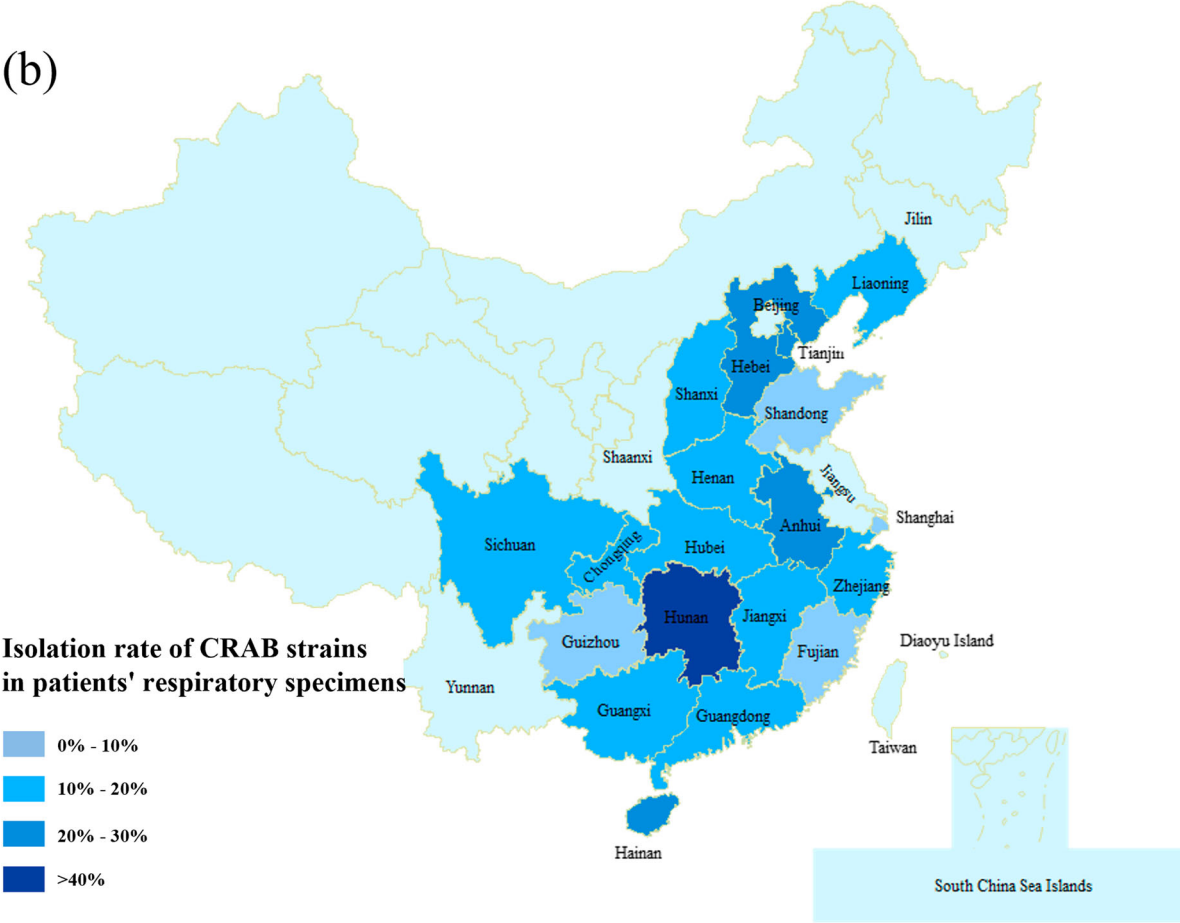 (b)
Jilin
Liaoning
Beijing
Tianjin
Hebei
Shanxi
Shandong
Shaanxi
Henan
Jiangsu
Shanghai
Anhui
Sichuan
Chongqing
Hubei
Zhejiang
Hunan
Jiangxi
Guizhou
Fujian
Diaoyu Island
Yunnan
Guangxi
Guangdong
Taiwan
Hainan
South China Sea Islands
Isolation rate of CRAB strains
in patients' respiratory specimens
0% - 10%
10% - 20%
20% - 30%
>40%